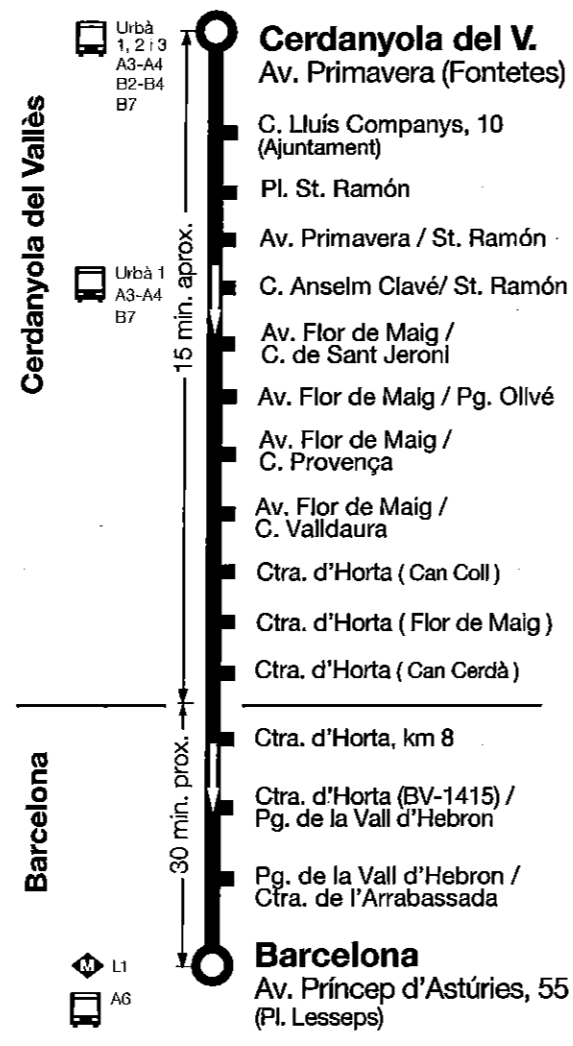 Urbà
1, 2 i 3
A3-A4
B2-B4
B7
Cerdanyola del V.
Av. Primavera (Fontetes)
Cerdanyola del Vallès
C. Lluís Companys, 10
(Ajuntament)
Pl. St. Ramón
Av. Primavera / St. Ramón
Urbà 1
A3-A4
B7
15 min. aprox.
C. Anselm Clavé/ St. Ramón
Av. Flor de Maig /
C. de Sant Jeroni
Av. Flor de Maig / Pg. Olivé
Av. Flor de Maig /
C. Provença
Av. Flor de Maig /
C. Valldaura
Ctra. d'Horta ( Can Coll )
Ctra. d'Horta ( Flor de Maig )
Ctra. d'Horta ( Can Cerdà )
Barcelona
30 min. prox.
Ctra. d'Horta, km 8
Ctra. d'Horta (BV-1415) /
Pg. de la Vall d'Hebron
Pg. de la Vall d'Hebron /
Ctra. de l'Arrabassada
M L1
A6
Barcelona
Av. Príncep d'Astúries, 55
(Pl. Lesseps)